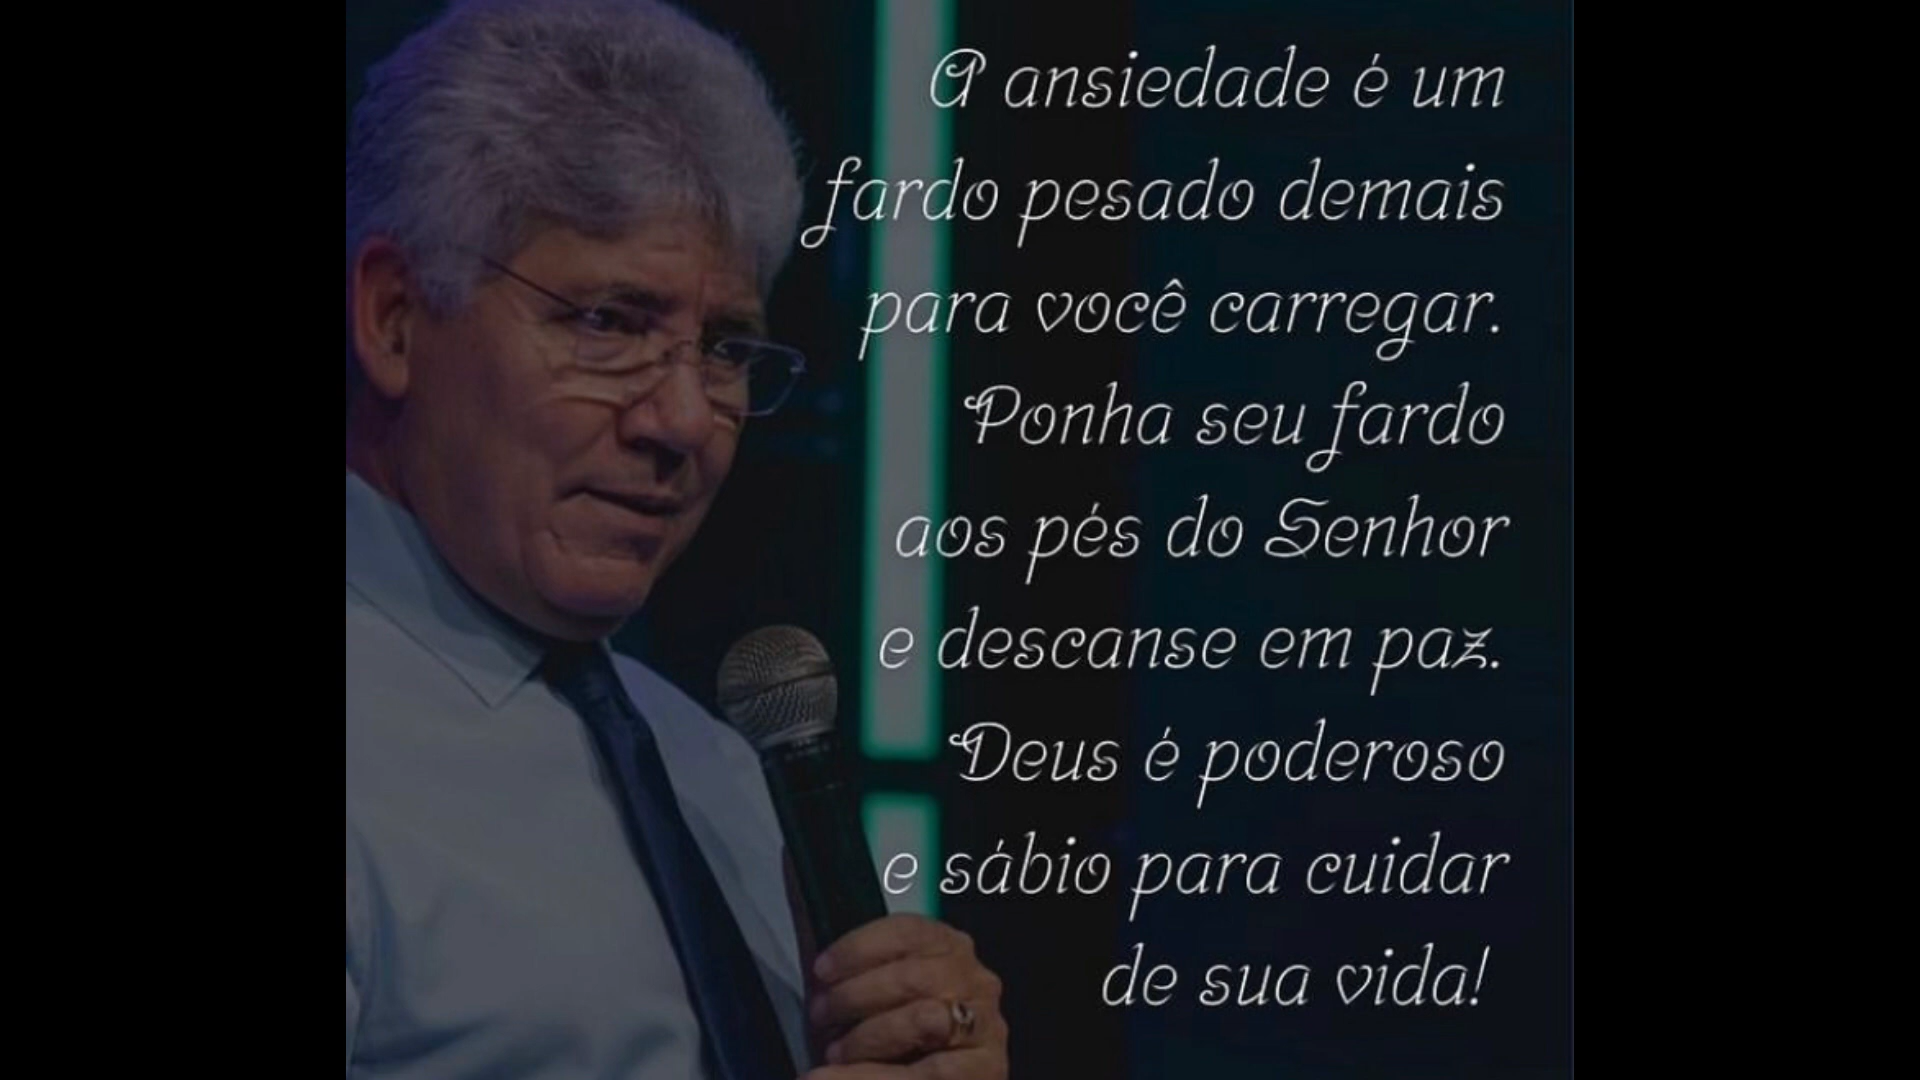 A ansiedade é um
fardo pesado demais
para você carregar.
Ponha seu fardo
aos pés do Senhor
e descanse em paz.
Deus é poderoso
e sábio para cuidar
de sua vida!